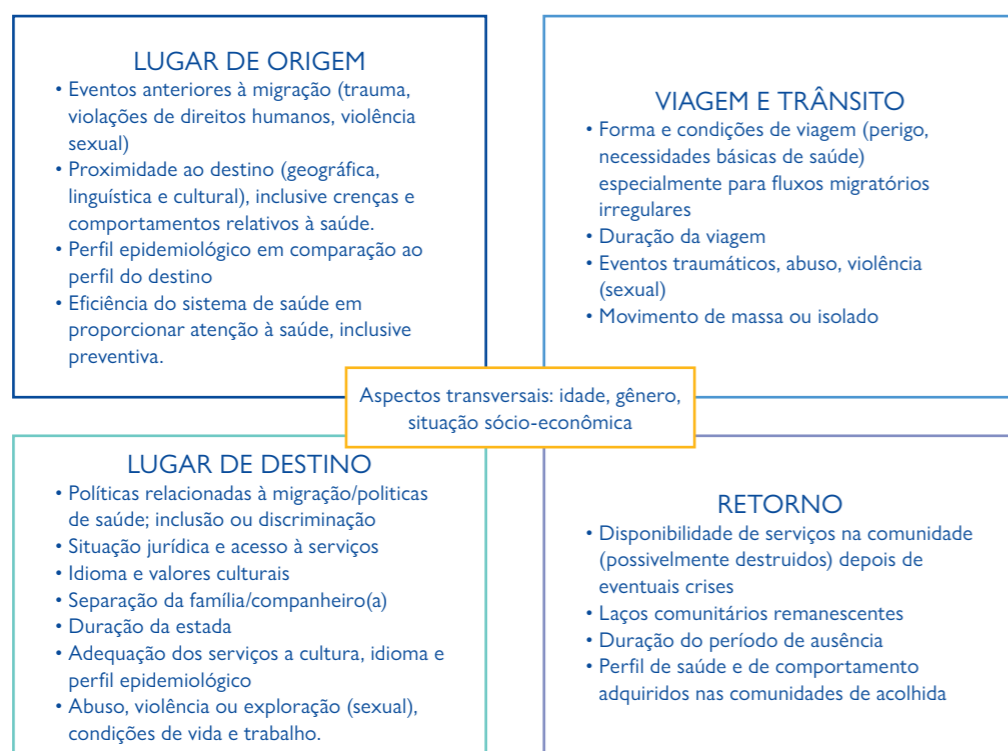 LUGAR DE ORIGEM
• Eventos anteriores à migração (trauma,
violações de direitos humanos, violência
sexual)
• Proximidade ao destino (geográfica,
linguística e cultural), inclusive crenças e
comportamentos relativos à saúde.
• Perfil epidemiológico em comparação ao
perfil do destino
• Eficiência do sistema de saúde em
proporcionar atenção à saúde, inclusive
preventiva.
VIAGEM E TRÂNSITO
• Forma e condições de viagem (perigo,
necessidades básicas de saúde)
especialmente para fluxos migratórios
irregulares
• Duração da viagem
• Eventos traumáticos, abuso, violência
(sexual)
• Movimento de massa ou isolado
Aspectos transversais: idade, gênero,
situação sócio-econômica
LUGAR DE DESTINO
• Políticas relacionadas à migração/politicas
de saúde; inclusão ou discriminação
• Situação jurídica e acesso à serviços
• Idioma e valores culturais
• Separação da família/companheiro(a)
• Duração da estada
• Adequação dos serviços a cultura, idioma e
perfil epidemiológico
• Abuso, violência ou exploração (sexual),
condições de vida e trabalho.
RETORNO
• Disponibilidade de serviços na comunidade
(possivelmente destruidos) depois de
eventuais crises
• Laços comunitários remanescentes
• Duração do período de ausência
• Perfil de saúde e de comportamento
adquiridos nas comunidades de acolhida